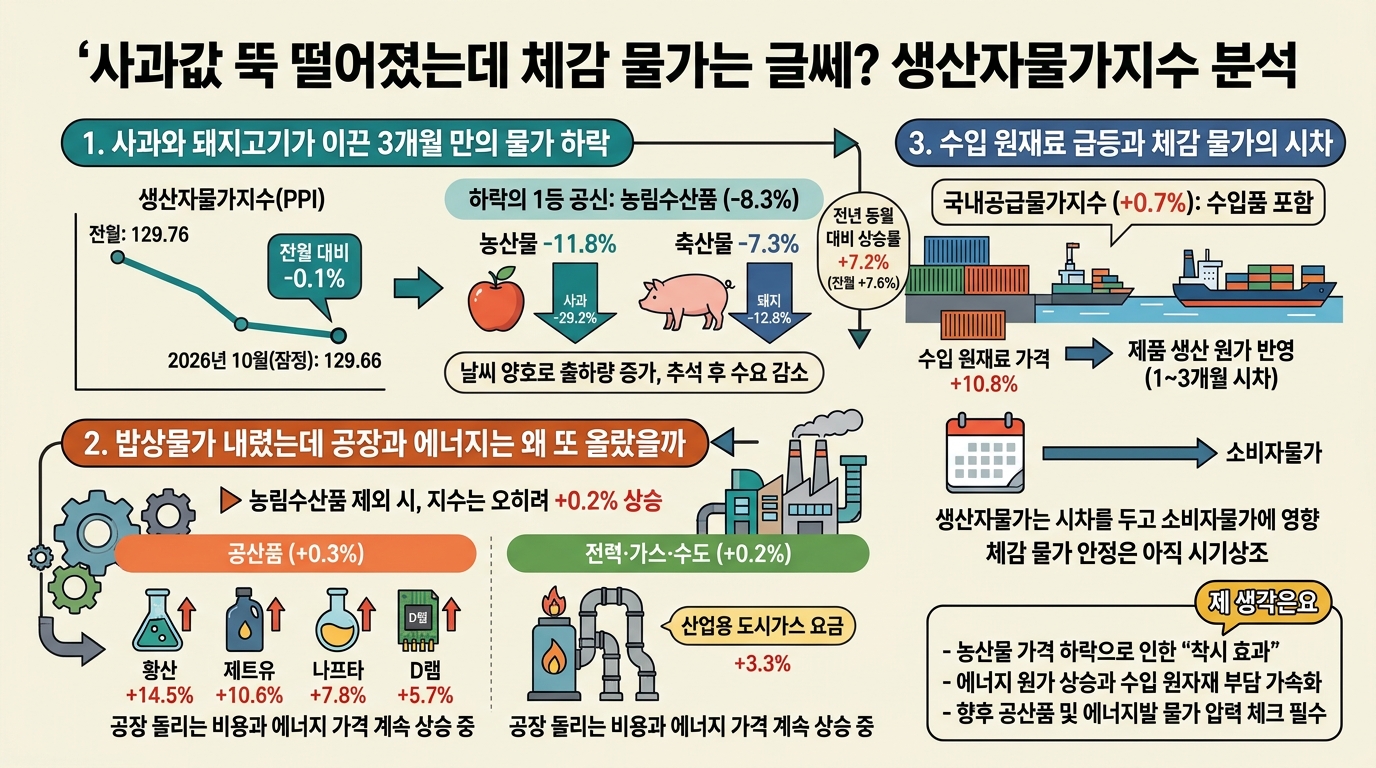 ‘사과값 뚝 떨어졌는데 체감 물가는 글쎄? 생산자물가지수 분석
1. 사과와 돼지고기가 이끈 3개월 만의 물가 하락
생산자물가지수(PPI)
전월: 129.76
전월 대비
-0.1%
2026년 10월(잠정): 129.66
하락의 1등 공신: 농림수산품 (-8.3%)
농산물 -11.8%
사과
-29.2%
축산물 -7.3%
돼지
-12.8%
날씨 양호로 출하량 증가, 추석 후 수요 감소
전년 동월
대비 상승률
+7.2%
(잔월 +7.6%)
2. 밥상물가 내렸는데 공장과 에너지는 왜 또 올랐을까
농림수산품 제외 시, 지수는 오히려 +0.2% 상승
공산품 (+0.3%)
황산
+14.5%
제트유
+10.6%
나프타
+7.8%
D램
+5.7%
공장 돌리는 비용과 에너지 가격 계속 상승 중
전력·가스·수도 (+0.2%)
산업용 도시가스 요금
+3.3%
공장 돌리는 비용과 에너지 가격 계속 상승 중
3. 수입 원재료 급등과 체감 물가의 시차
국내공급물가지수 (+0.7%): 수입품 포함
수입 원재료 가격
+10.8%
제품 생산 원가 반영
(1~3개월 시차)
소비자물가
생산자물가는 시차를 두고 소비자물가에 영향
체감 물가 안정은 아직 시기상조
제 생각은요
- 농산물 가격 하락으로 인한 “착시 효과”
- 에너지 원가 상승과 수입 원자재 부담 가속화
- 향후 공산품 및 에너지발 물가 압력 체크 필수